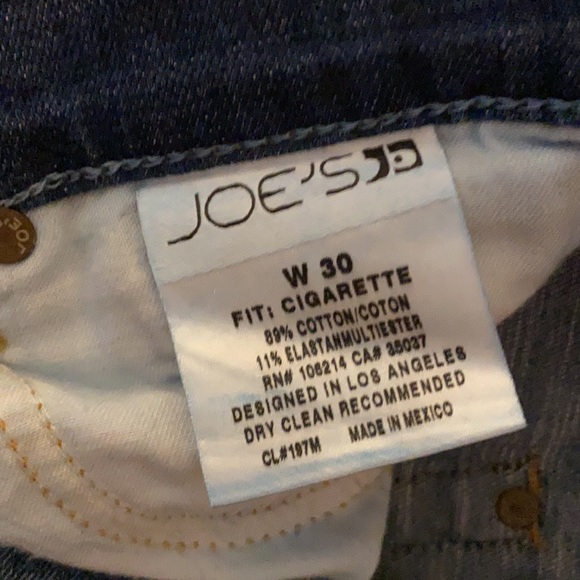 JOE'S
W 30
FIT: CIGARETTE
89% COTTON/COTON
11% ELASTANMULTIESTER
RN# 106214 CA# 35037
DESIGNED IN LOS ANGELES
DRY CLEAN RECOMMENDED
CL#197M MADE IN MEXICO
JOE'S